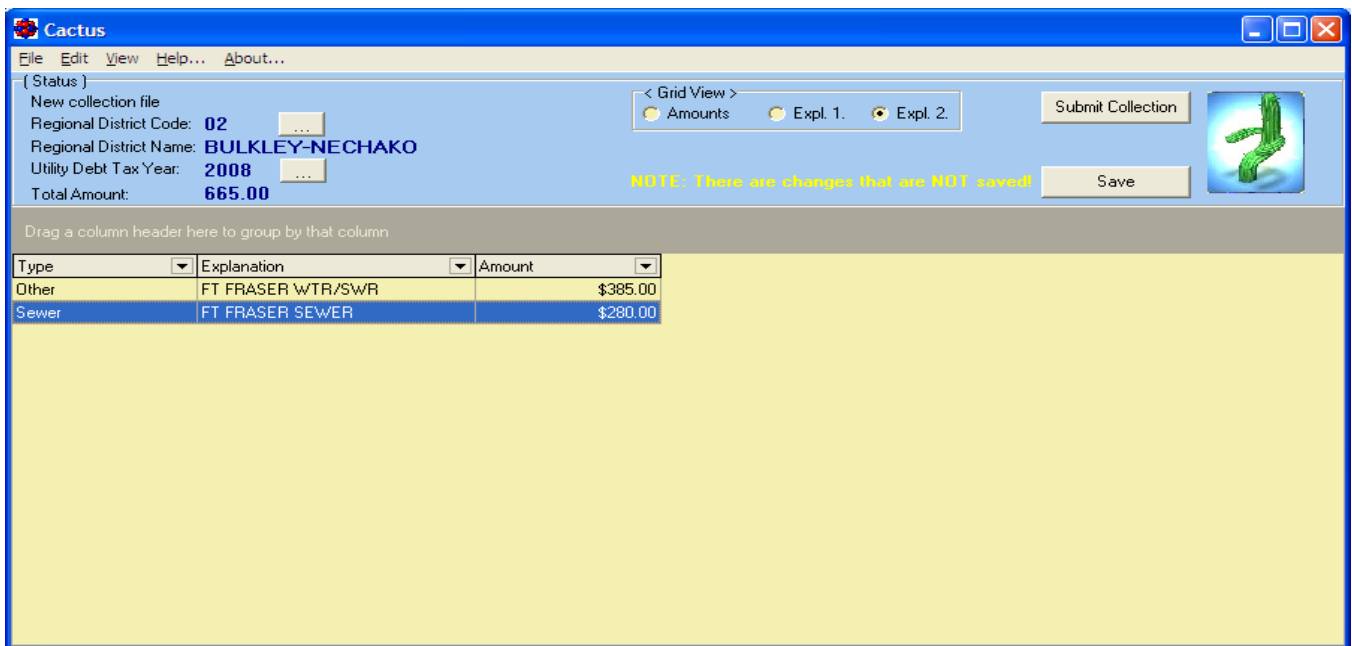 Cactus
File Edit View Help... About...
( Status )
New collection file
Regional District Code: 02 ...
Regional District Name: BULKLEY-NECHAKO
Utility Debt Tax Year: 2008 ...
Total Amount: 665.00
< Grid View >
Amounts Expl. 1. Expl. 2.
Submit Collection
NOTE: There are changes that are NOT saved!
Save
Drag a column header here to group by that column
Type Explanation Amount
Other FT FRASER WTR/SWR $385.00
Sewer FT FRASER SEWER $280.00